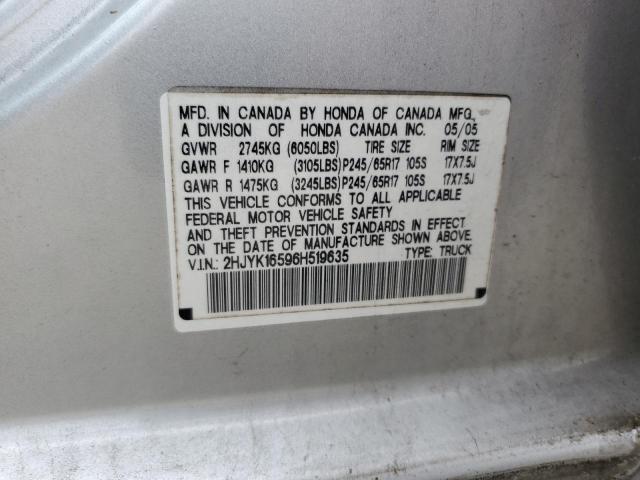 MFD. IN CANADA BY HONDA OF CANADA MFG.,
A DIVISION OF HONDA CANADA INC. 05/05
GVWR 2745KG (6050LBS) TIRE SIZE RIM SIZE
GAWR F 1410KG (3105LBS)P245/65R17 105S 17X7.5J
GAWR R 1475KG (3245LBS)P245/65R17 105S 17X7.5J
THIS VEHICLE CONFORMS TO ALL APPLICABLE
FEDERAL MOTOR VEHICLE SAFETY
AND THEFT PREVENTION STANDARDS IN EFFECT
ON THE DATE OF MANUFACTURE SHOWN ABOVE.
V.I.N.: 2HJYK16596H519635 TYPE: TRUCK